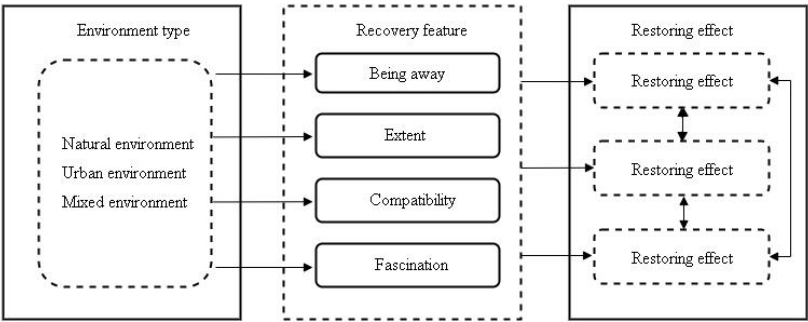 Environment type
Natural environment
Urban environment
Mixed environment
Recovery feature
Being away
Extent
Compatibility
Fascination
Restoring effect
Restoring effect
Restoring effect
Restoring effect